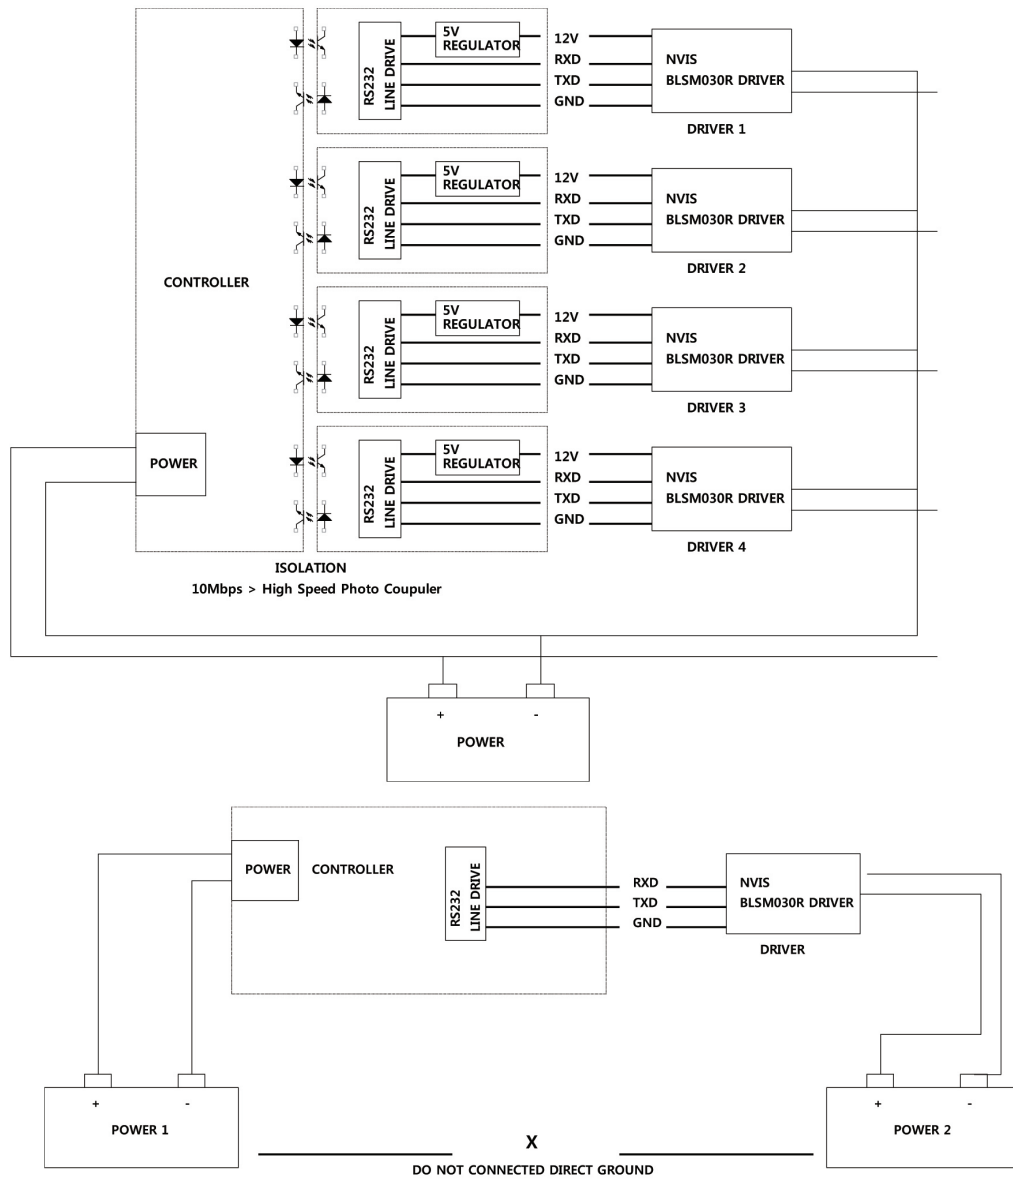 5V
REGULATOR
RS232
LINE DRIVE
12V
RXD
TXD
GND
NVIS
BLSM030R DRIVER
DRIVER 1
5V
REGULATOR
RS232
LINE DRIVE
12V
RXD
TXD
GND
NVIS
BLSM030R DRIVER
DRIVER 2
CONTROLLER
5V
REGULATOR
RS232
LINE DRIVE
12V
RXD
TXD
GND
NVIS
BLSM030R DRIVER
DRIVER 3
POWER
5V
REGULATOR
RS232
LINE DRIVE
12V
RXD
TXD
GND
NVIS
BLSM030R DRIVER
DRIVER 4
ISOLATION
10Mbps > High Speed Photo Coupuler
+ -
POWER
POWER
CONTROLLER
RS232
LINE DRIVE
RXD
TXD
GND
NVIS
BLSM030R DRIVER
DRIVER
+ -
POWER 1
+ -
POWER 2
X
DO NOT CONNECTED DIRECT GROUND